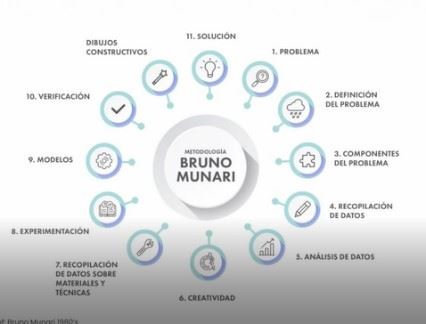 11. SOLUCIÓN
1. PROBLEMA
2. DEFINICIÓN
DEL PROBLEMA
3. COMPONENTES
DEL PROBLEMA
4. RECOPILACIÓN
DE DATOS
5. ANÁLISIS DE DATOS
6. CREATIVIDAD
7. RECOPILACIÓN
DE DATOS SOBRE
MATERIALES Y
TÉCNICAS
8. EXPERIMENTACIÓN
9. MODELOS
10. VERIFICACIÓN
DIBUJOS
CONSTRUCTIVOS
METODOLOGÍA
BRUNO
MUNARI
Bruno Munari 1980's